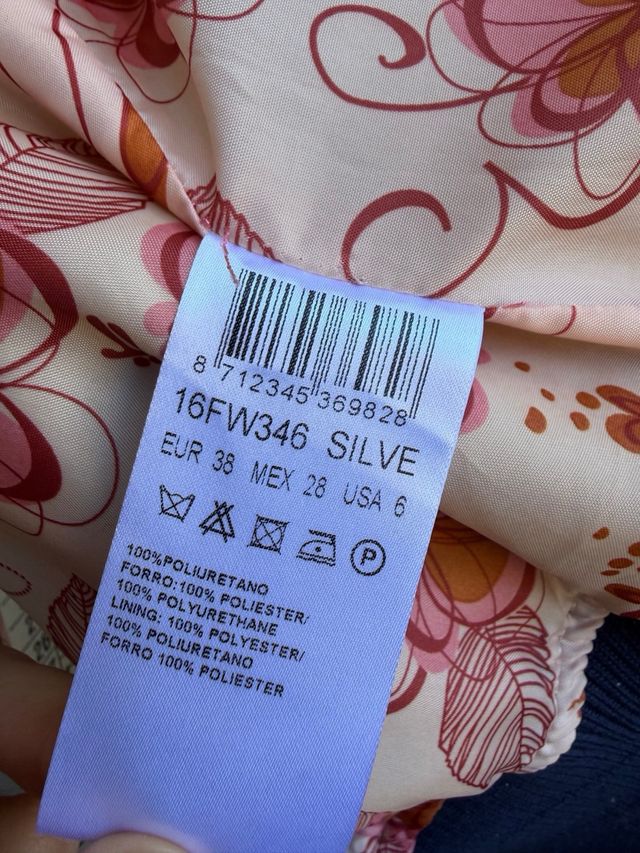 8 712345 369828
16FW346 SILVE
EUR 38 MEX 28 USA 6
P
100%POLIURETANO
FORRO:100% POLIESTER/
100% POLYURETHANE
LINING: 100% POLYESTER/
100% POLIURETANO
FORRO 100% POLIESTER